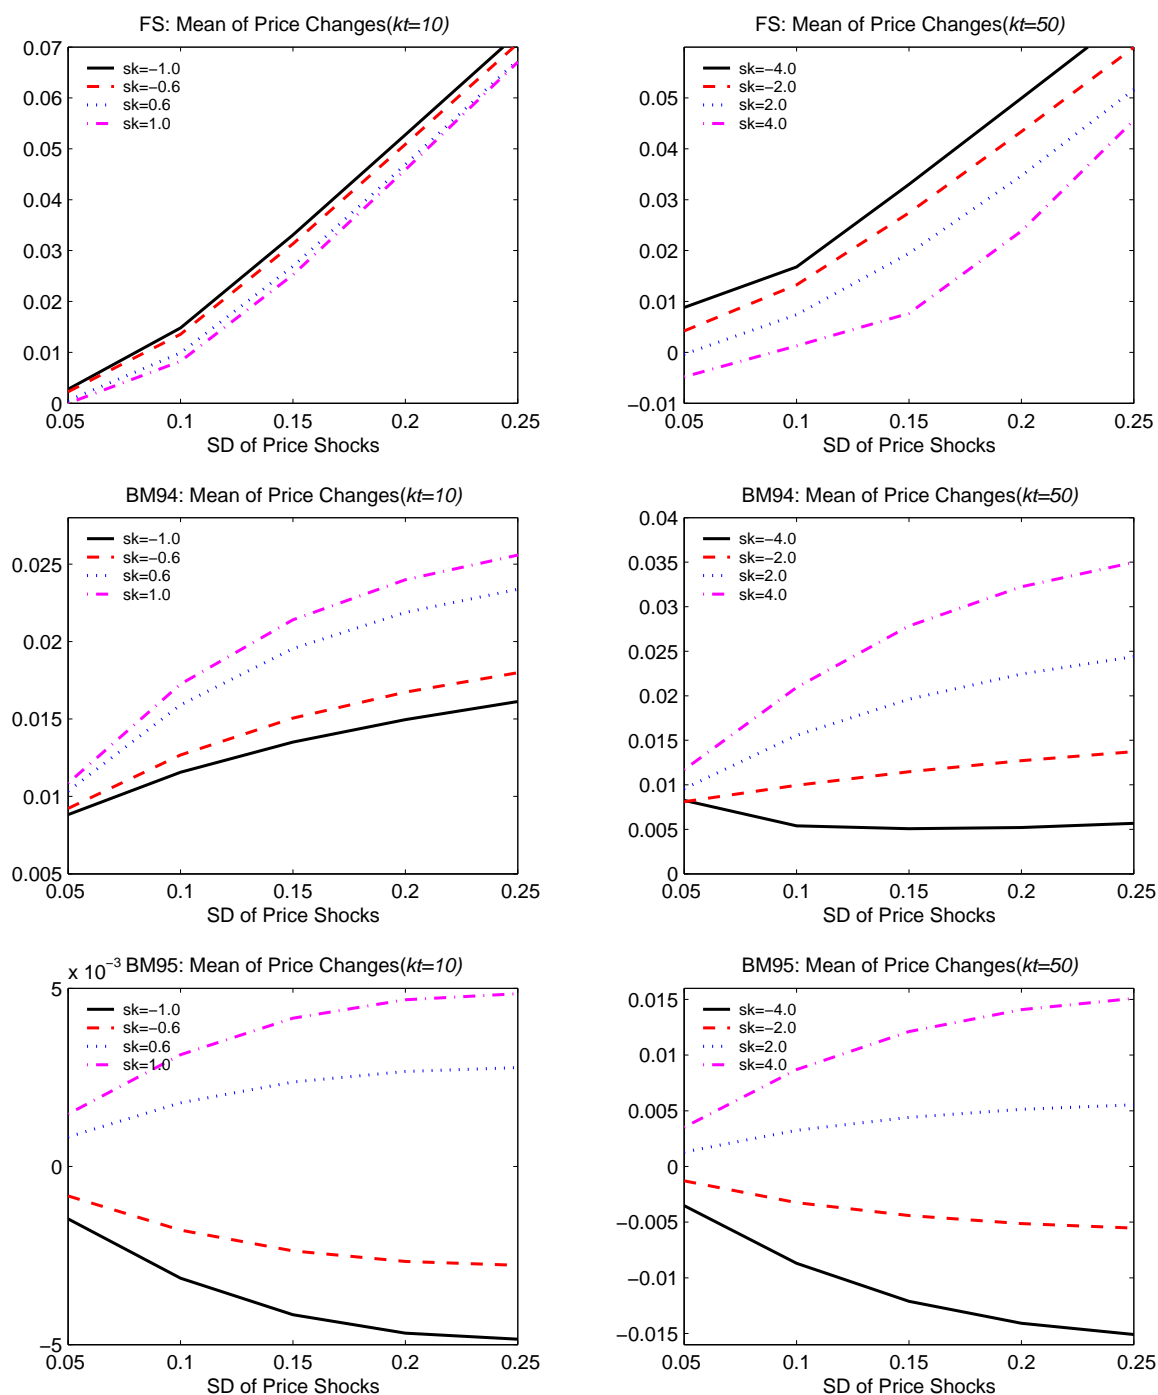 FS: Mean of Price Changes(kt=10)
0.07
0.06
0.05
0.04
0.03
0.02
0.01
0
sk=−1.0
sk=−0.6
sk=0.6
sk=1.0
0.05 0.1 0.15 0.2 0.25
SD of Price Shocks
FS: Mean of Price Changes(kt=50)
0.05
0.04
0.03
0.02
0.01
0
−0.01
sk=−4.0
sk=−2.0
sk=2.0
sk=4.0
0.05 0.1 0.15 0.2 0.25
SD of Price Shocks
BM94: Mean of Price Changes(kt=10)
0.025
0.02
0.015
0.01
0.005
sk=−1.0
sk=−0.6
sk=0.6
sk=1.0
0.05 0.1 0.15 0.2 0.25
SD of Price Shocks
BM94: Mean of Price Changes(kt=50)
0.04
0.035
0.03
0.025
0.02
0.015
0.01
0.005
0
sk=−4.0
sk=−2.0
sk=2.0
sk=4.0
0.05 0.1 0.15 0.2 0.25
SD of Price Shocks
x 10−3 BM95: Mean of Price Changes(kt=10)
5
0
−5
sk=−1.0
sk=−0.6
sk=0.6
sk=1.0
0.05 0.1 0.15 0.2 0.25
SD of Price Shocks
BM95: Mean of Price Changes(kt=50)
0.015
0.01
0.005
0
−0.005
−0.01
−0.015
sk=−4.0
sk=−2.0
sk=2.0
sk=4.0
0.05 0.1 0.15 0.2 0.25
SD of Price Shocks